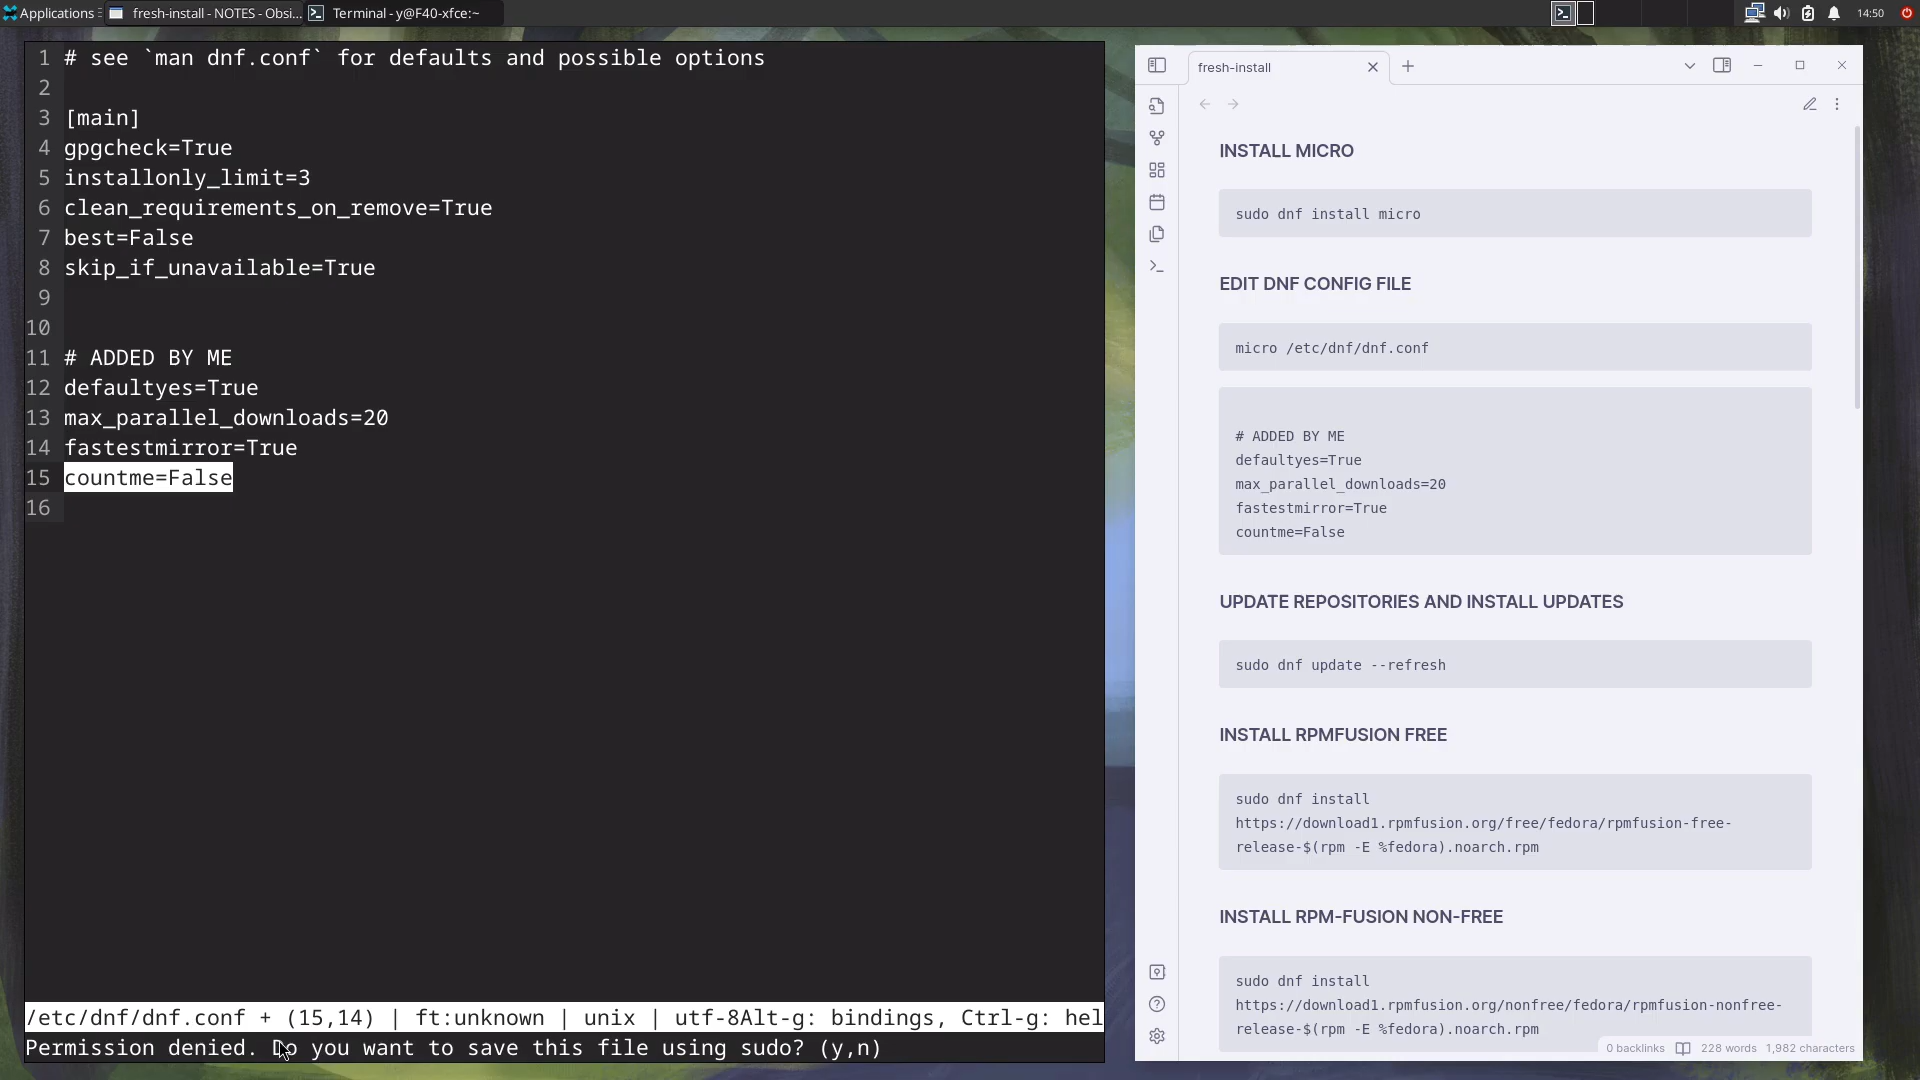 Applications
fresh-install - NOTES - Obsi...
Terminal - y@F40-xfce:~
14:50
1 # see `man dnf.conf` for defaults and possible options
2
3 [main]
4 gpgcheck=True
5 installonly_limit=3
6 clean_requirements_on_remove=True
7 best=False
8 skip_if_unavailable=True
9
10
11 # ADDED BY ME
12 defaultyes=True
13 max_parallel_downloads=20
14 fastestmirror=True
15 countme=False
16
/etc/dnf/dnf.conf + (15,14) | ft:unknown | unix | utf-8Alt-g: bindings, Ctrl-g: hel
Permission denied. Do you want to save this file using sudo? (y,n)
fresh-install
INSTALL MICRO
sudo dnf install micro
EDIT DNF CONFIG FILE
micro /etc/dnf/dnf.conf
# ADDED BY ME
defaultyes=True
max_parallel_downloads=20
fastestmirror=True
countme=False
UPDATE REPOSITORIES AND INSTALL UPDATES
sudo dnf update --refresh
INSTALL RPMFUSION FREE
sudo dnf install
https://download1.rpmfusion.org/free/fedora/rpmfusion-free-
release-$(rpm -E %fedora).noarch.rpm
INSTALL RPM-FUSION NON-FREE
sudo dnf install
https://download1.rpmfusion.org/nonfree/fedora/rpmfusion-nonfree-
release-$(rpm -E %fedora).noarch.rpm
0 backlinks
228 words
1,982 characters